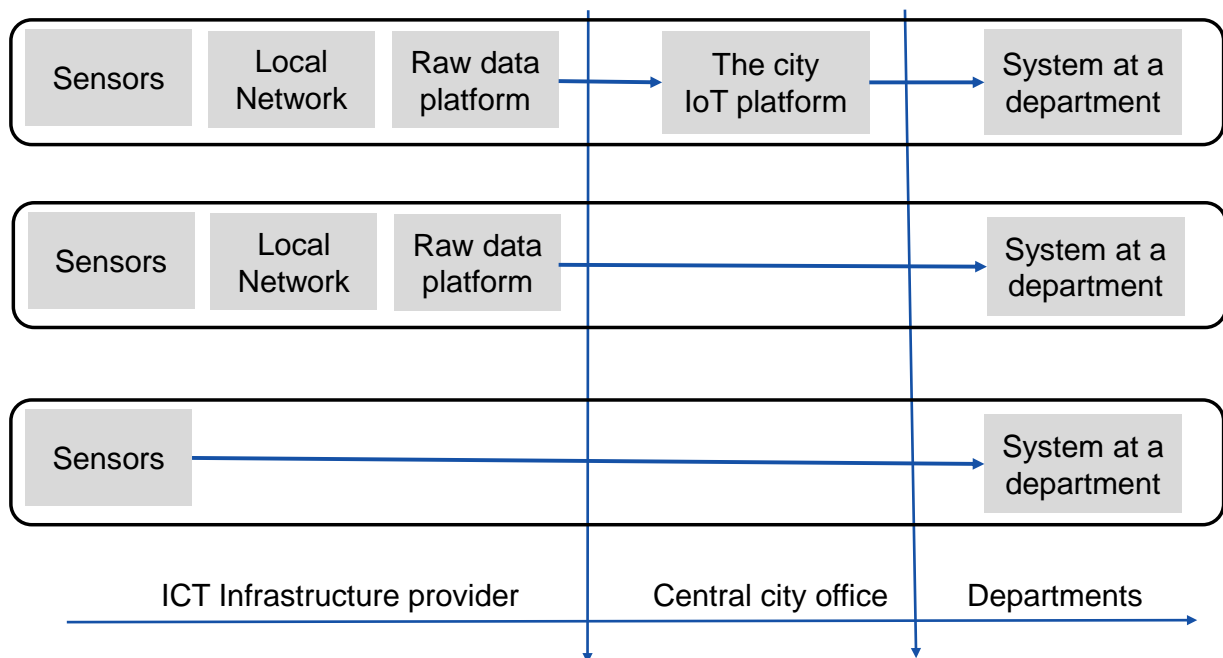 Sensors
Local
Network
Raw data
platform
The city
IoT platform
System at a
department
Sensors
Local
Network
Raw data
platform
System at a
department
Sensors
System at a
department
ICT Infrastructure provider
Central city office
Departments